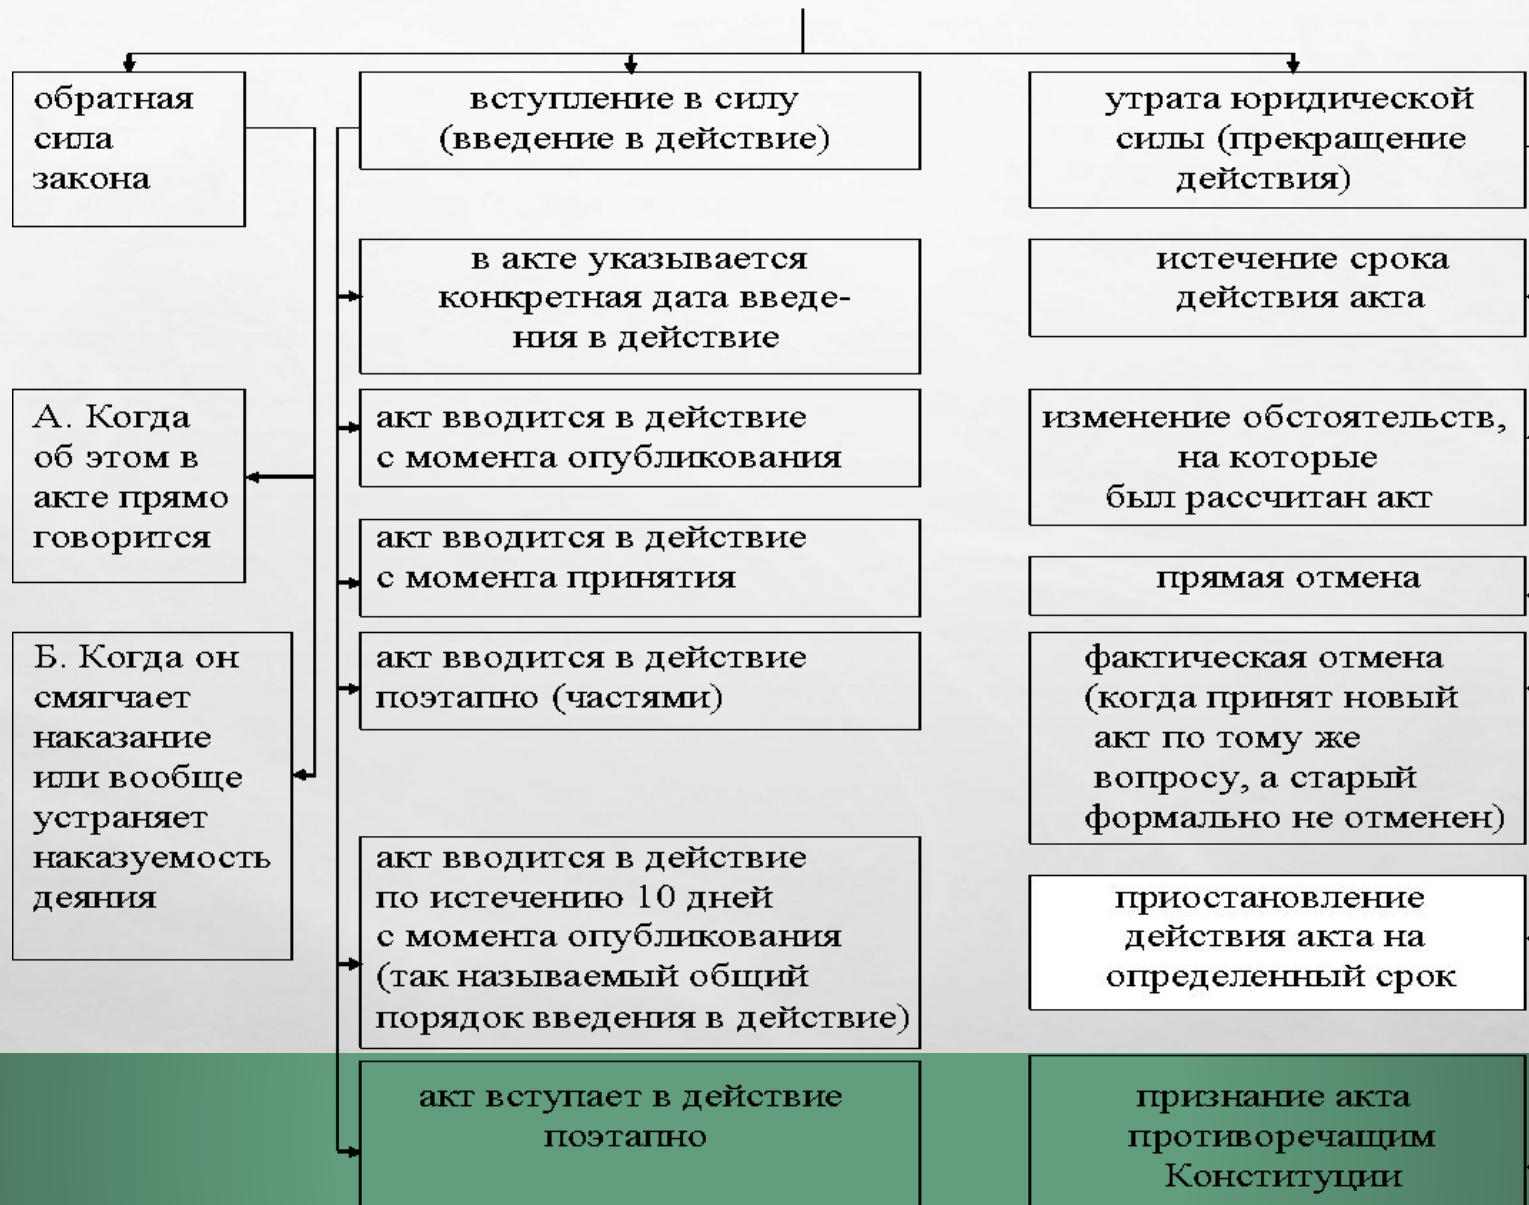 обратная
сила
закона
А. Когда
об этом в
акте прямо
говорится
Б. Когда он
смягчает
наказание
или вообще
устраняет
наказуемость
деяния
вступление в силу
(введение в действие)
в акте указывается
конкретная дата введе-
ния в действие
акт вводится в действие
с момента опубликования
акт вводится в действие
с момента принятия
акт вводится в действие
поэтапно (частями)
акт вводится в действие
по истечению 10 дней
с момента опубликования
(так называемый общий
порядок введения в действие)
акт вступает в действие
поэтапно
утрата юридической
силы (прекращение
действия)
истечение срока
действия акта
изменение обстоятельств,
на которые
был рассчитан акт
прямая отмена
фактическая отмена
(когда принят новый
акт по тому же
вопросу, а старый
формально не отменен)
приостановление
действия акта на
определенный срок
признание акта
противоречащим
Конституции